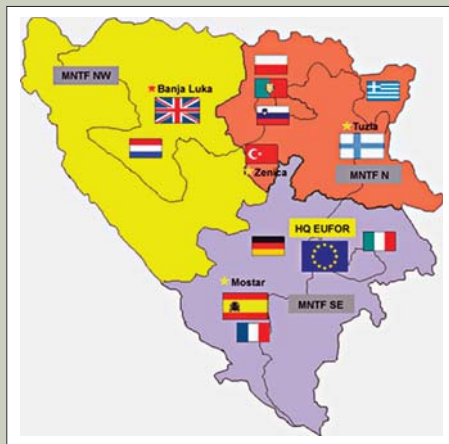 MNTF NW
Banja Luka
Tuzla
Zenica
MNTF N
HQ EUFOR
Mostar
MNTF SE